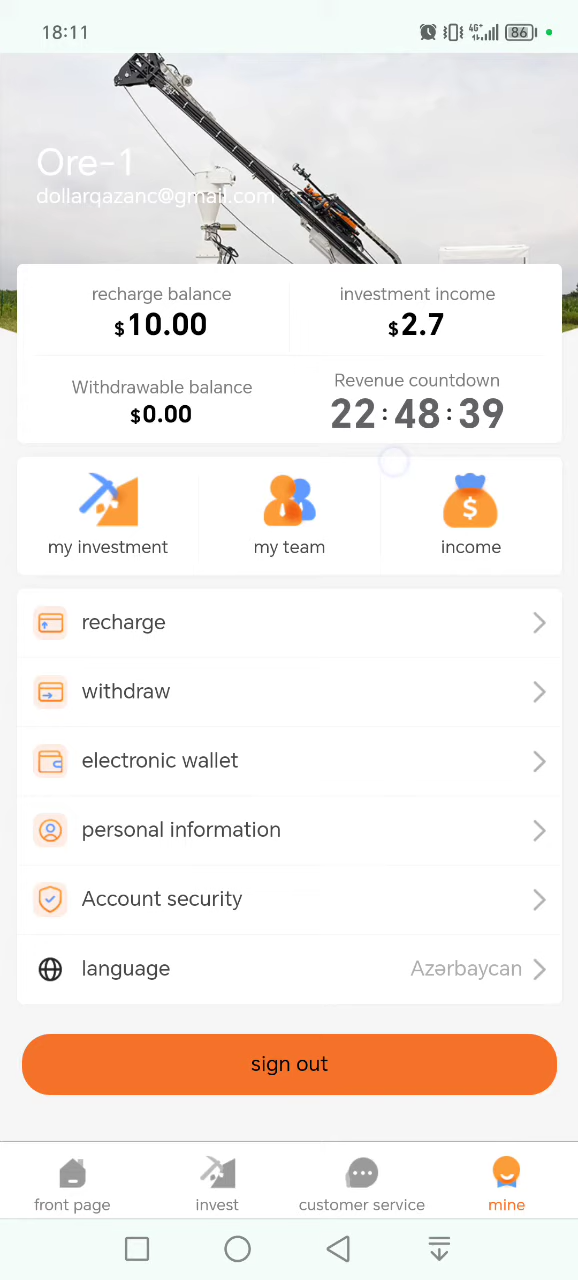 18:11
4G+
86
Ore-1
dollarqazanc@gmail.com
recharge balance
investment income
$10.00
$2.7
Withdrawable balance
Revenue countdown
$0.00
22:48:39
my investment
my team
income
recharge
withdraw
electronic wallet
personal information
Account security
language
Azərbaycan
sign out
front page
invest
customer service
mine